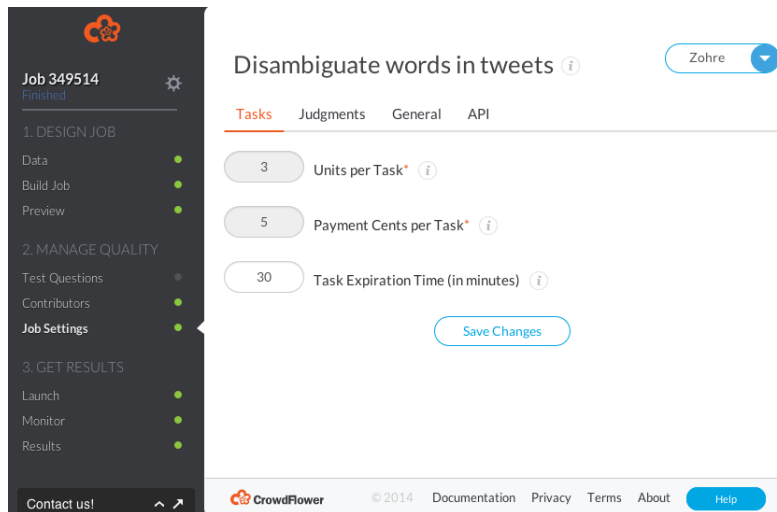 Job 349514
Finished
1. DESIGN JOB
Data
Build Job
Preview
2. MANAGE QUALITY
Test Questions
Contributors
Job Settings
3. GET RESULTS
Launch
Monitor
Results
Contact us!
Disambiguate words in tweets i
Zohre
Tasks Judgments General API
3 Units per Task* i
5 Payment Cents per Task* i
30 Task Expiration Time (in minutes) i
Save Changes
CrowdFlower © 2014 Documentation Privacy Terms About Help